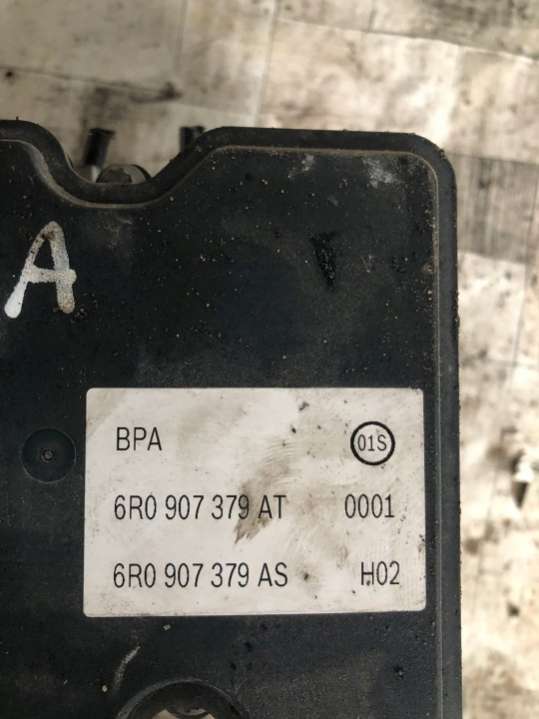 A
BPA 01S
6R0 907 379 AT 0001
6R0 907 379 AS H02